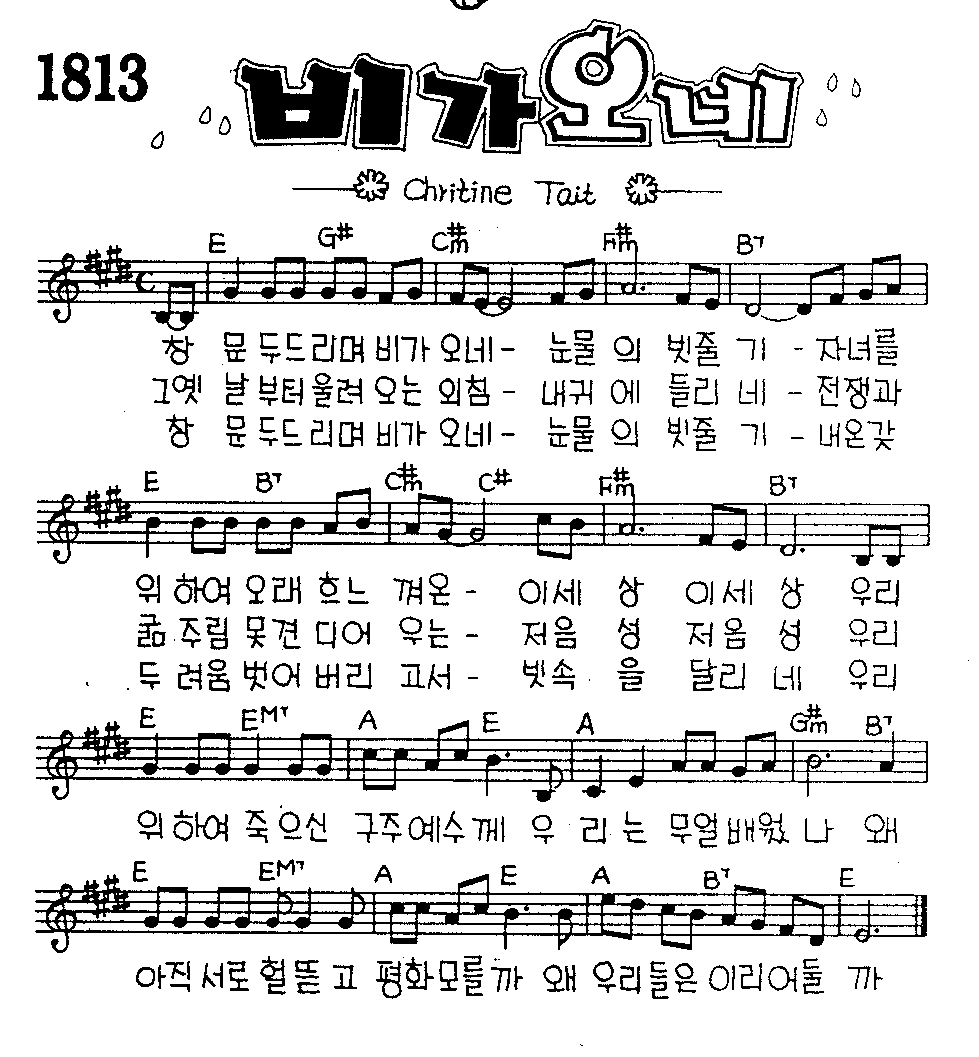 1813
비가오네
Chritine Tait
E G# C#m F#m B7
창 문 두드리며 비가 오네- 눈물 의 빗줄 기 - 자녀를
그옛 날 부터 울려 오는 외침 - 내귀 에 들리 네 - 전쟁과
창 문 두드리며 비가 오네- 눈물 의 빗줄 기 - 내온갖
E B7 C#m C# F#m B7
위 하여 오래 흐느 껴온 - 이세 상 이세 상 우리
굶 주림 못견 디어 우는 - 저음 성 저음 성 우리
두 려움 벗어 버리 고서 - 빗속 을 달리 네 우리
E EM7 A E A G#m B7
위 하여 죽 으신 구주예수께 우 리 는 무얼배웠 나 왜
E EM7 A E A B7 E
아직 서로 헐 뜯 고 평화모를까 왜 우리들은 이리어둘 까